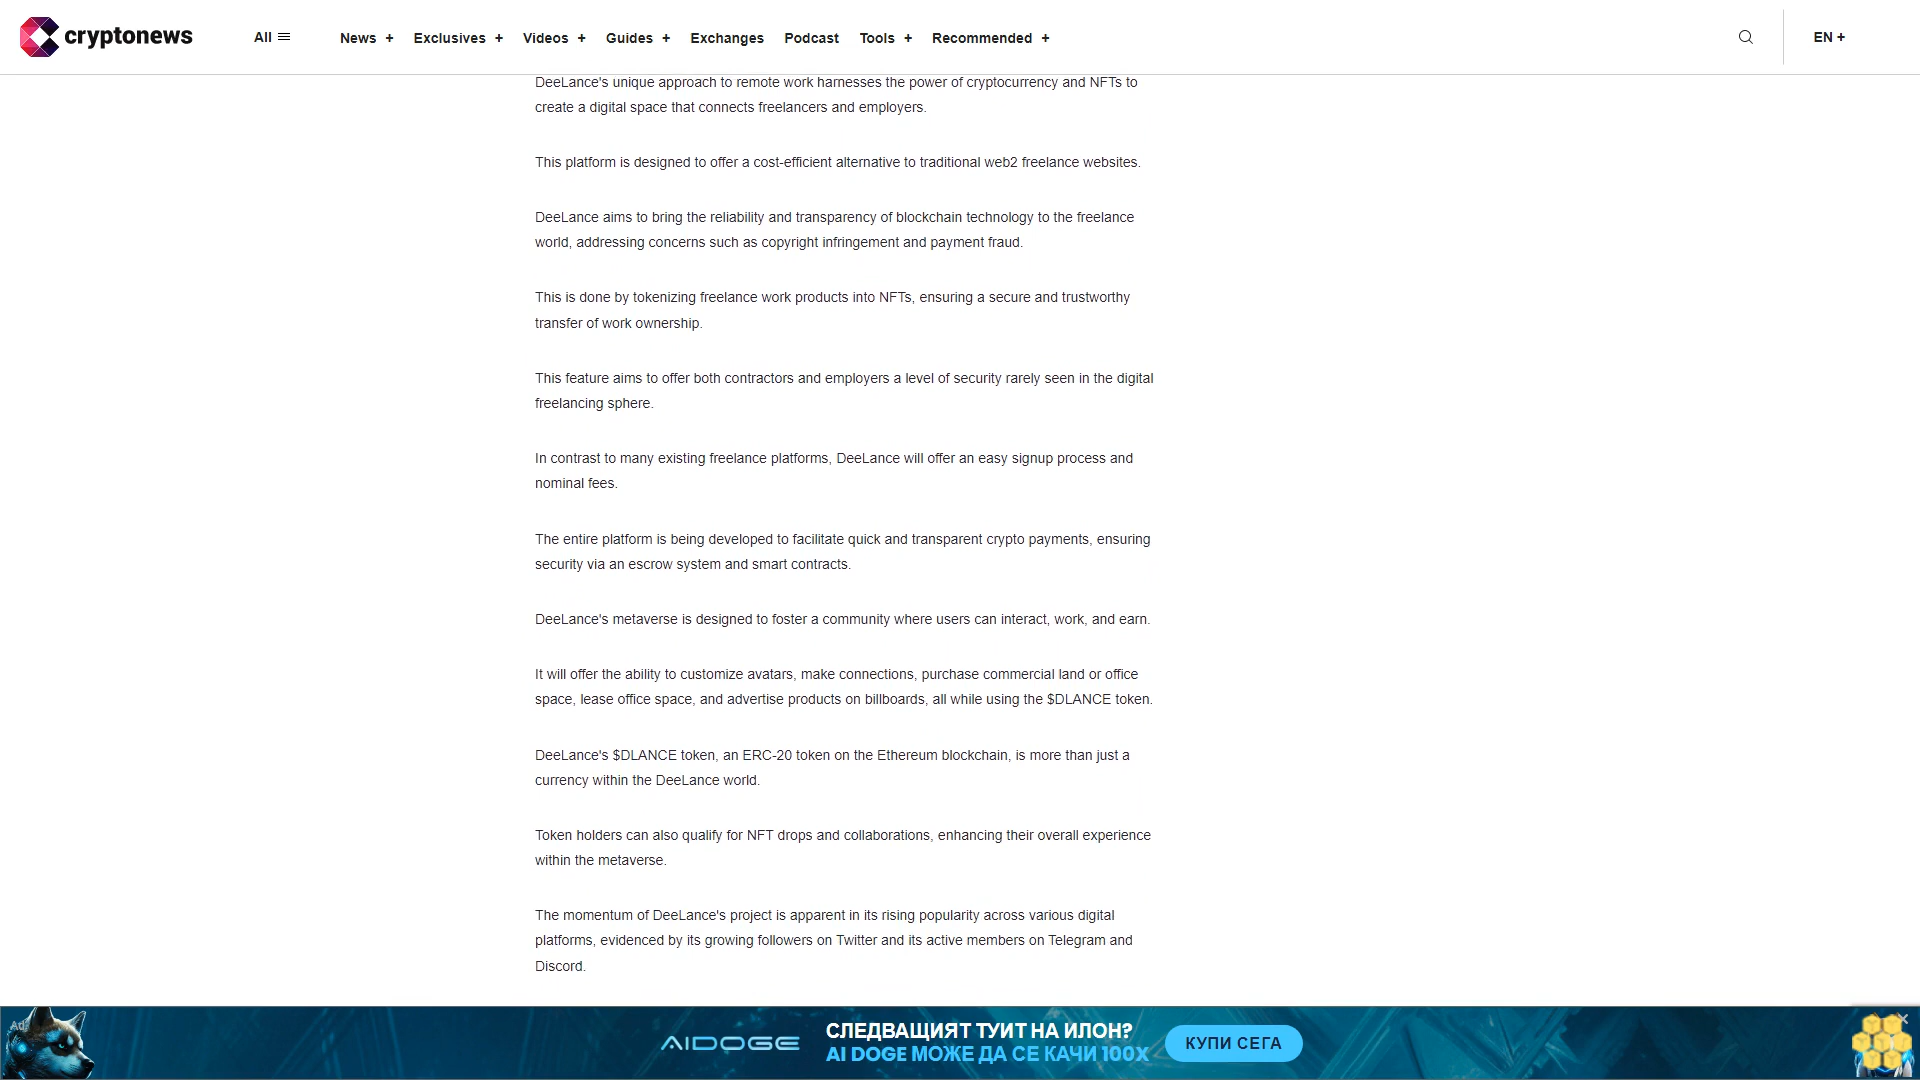 cryptonews
All
News +
Exclusives +
Videos +
Guides +
Exchanges
Podcast
Tools +
Recommended +
EN +
DeeLance's unique approach to remote work harnesses the power of cryptocurrency and NFTs to
create a digital space that connects freelancers and employers.
This platform is designed to offer a cost-efficient alternative to traditional web2 freelance websites.
DeeLance aims to bring the reliability and transparency of blockchain technology to the freelance
world, addressing concerns such as copyright infringement and payment fraud.
This is done by tokenizing freelance work products into NFTs, ensuring a secure and trustworthy
transfer of work ownership.
This feature aims to offer both contractors and employers a level of security rarely seen in the digital
freelancing sphere.
In contrast to many existing freelance platforms, DeeLance will offer an easy signup process and
nominal fees.
The entire platform is being developed to facilitate quick and transparent crypto payments, ensuring
security via an escrow system and smart contracts.
DeeLance's metaverse is designed to foster a community where users can interact, work, and earn.
It will offer the ability to customize avatars, make connections, purchase commercial land or office
space, lease office space, and advertise products on billboards, all while using the $DLANCE token.
DeeLance's $DLANCE token, an ERC-20 token on the Ethereum blockchain, is more than just a
currency within the DeeLance world.
Token holders can also qualify for NFT drops and collaborations, enhancing their overall experience
within the metaverse.
The momentum of DeeLance's project is apparent in its rising popularity across various digital
platforms, evidenced by its growing followers on Twitter and its active members on Telegram and
Discord.
Ad
AIDOGE
СЛЕДВАЩИЯТ ТУИТ НА ИЛОН?
AI DOGE МОЖЕ ДА СЕ КАЧИ 100X
КУПИ СЕГА